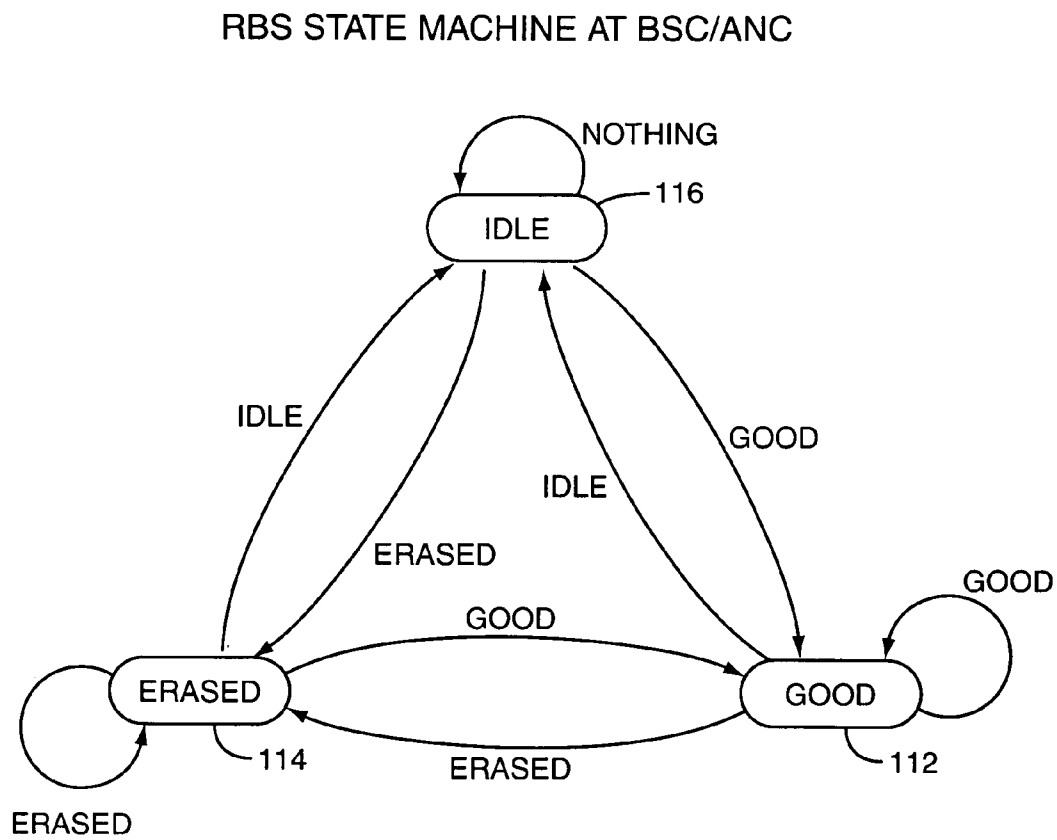 RBS STATE MACHINE AT BSC/ANC
NOTHING
116
IDLE
IDLE
GOOD
IDLE
ERASED
GOOD
GOOD
ERASED
GOOD
114
112
ERASED
ERASED